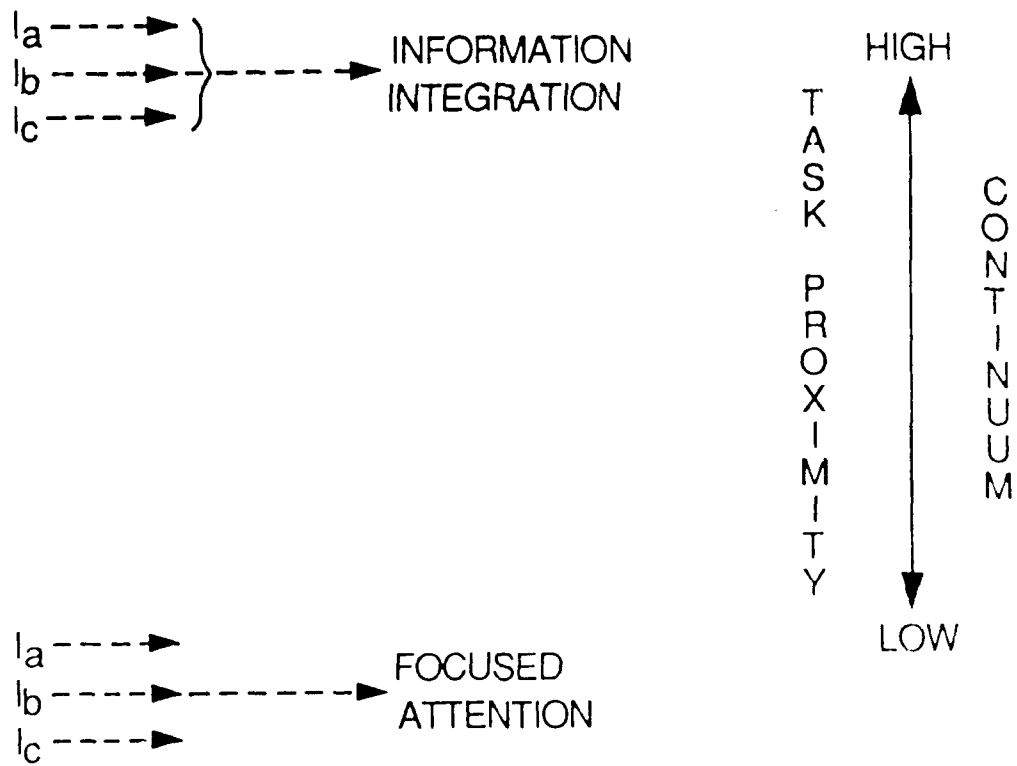 Ia
Ib
Ic
INFORMATION
INTEGRATION
HIGH
TASK PROXIMITY
CONTINUUM
LOW
Ia
Ib
Ic
FOCUSED
ATTENTION